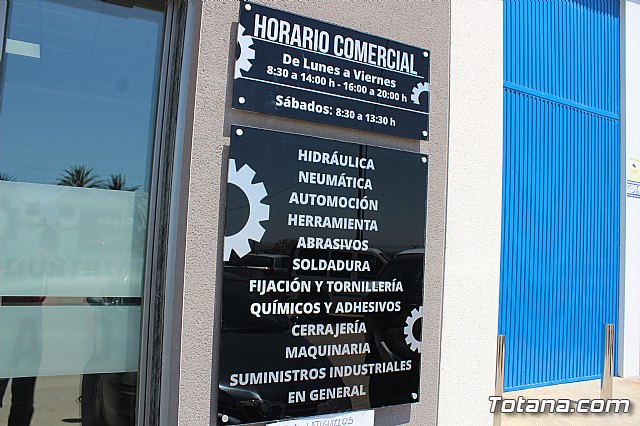 HORARIO COMERCIAL
De Lunes a Viernes
8:30 a 14:00 h - 16:00 a 20:00 h
Sábados: 8:30 a 13:30 h
HIDRÁULICA
NEUMÁTICA
AUTOMOCIÓN
HERRAMIENTA
ABRASIVOS
SOLDADURA
FIJACIÓN Y TORNILLERÍA
QUÍMICOS Y ADHESIVOS
CERRAJERÍA
MAQUINARIA
SUMINISTROS INDUSTRIALES
EN GENERAL
Totana.com